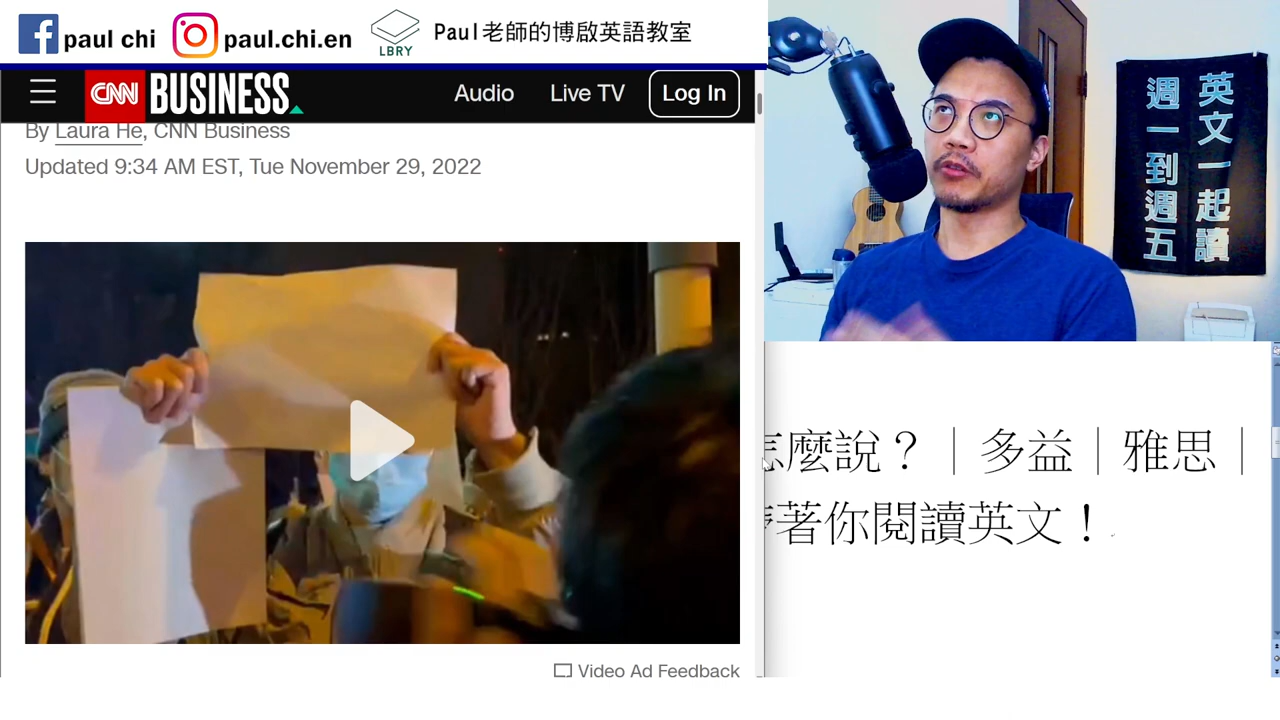 paul chi
paul.chi.en
LBRY
Paul老師的博啟英語教室
CNN BUSINESS
Audio
Live TV
Log In
By Laura He, CNN Business
Updated 9:34 AM EST, Tue November 29, 2022
Video Ad Feedback
英文一起讀
週一到週五
怎麼說？｜多益｜雅思｜
著你閱讀英文！